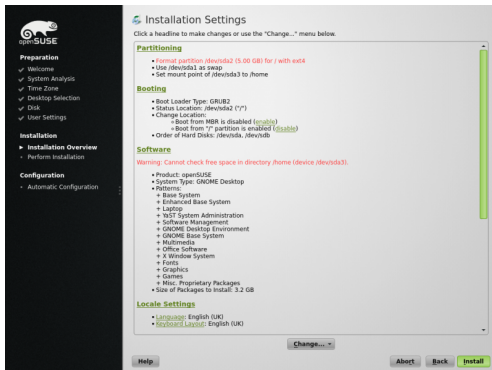 openSUSE
Preparation
Welcome
System Analysis
Time Zone
Desktop Selection
Disk
User Settings
Installation
Installation Overview
Perform Installation
Configuration
Automatic Configuration
Installation Settings
Click a headline to make changes or use the "Change..." menu below.
Partitioning
• Format partition /dev/sda2 (5.00 GB) for / with ext4
• Use /dev/sda1 as swap
• Set mount point of /dev/sda3 to /home
Booting
• Boot Loader Type: GRUB2
• Status Location: /dev/sda2 ("/")
• Change Location:
Boot from MBR is disabled (enable)
Boot from "/" partition is enabled (disable)
• Order of Hard Disks: /dev/sda, /dev/sdb
Software
Warning: Cannot check free space in directory /home (device /dev/sda3).
• Product: openSUSE
• System Type: GNOME Desktop
• Patterns:
+ Base System
+ Enhanced Base System
+ Laptop
+ YaST System Administration
+ Software Management
+ GNOME Desktop Environment
+ GNOME Base System
+ Multimedia
+ Office Software
+ X Window System
+ Fonts
+ Graphics
+ Games
+ Misc. Proprietary Packages
• Size of Packages to Install: 3.2 GB
Locale Settings
• Language: English (UK)
• Keyboard Layout: English (UK)
Change...
Help
Abort
Back
Install